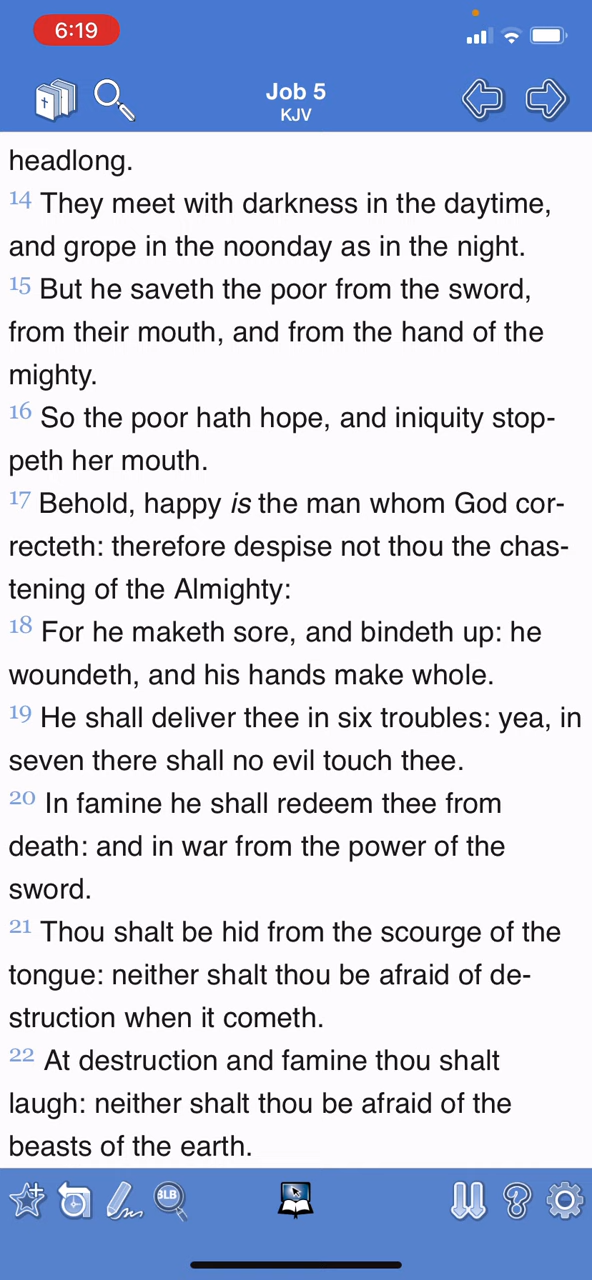 6:19
Job 5
KJV
headlong.
14 They meet with darkness in the daytime,
and grope in the noonday as in the night.
15 But he saveth the poor from the sword,
from their mouth, and from the hand of the
mighty.
16 So the poor hath hope, and iniquity stop-
peth her mouth.
17 Behold, happy is the man whom God cor-
recteth: therefore despise not thou the chas-
tening of the Almighty:
18 For he maketh sore, and bindeth up: he
woundeth, and his hands make whole.
19 He shall deliver thee in six troubles: yea, in
seven there shall no evil touch thee.
20 In famine he shall redeem thee from
death: and in war from the power of the
sword.
21 Thou shalt be hid from the scourge of the
tongue: neither shalt thou be afraid of de-
struction when it cometh.
22 At destruction and famine thou shalt
laugh: neither shalt thou be afraid of the
beasts of the earth.
BLB